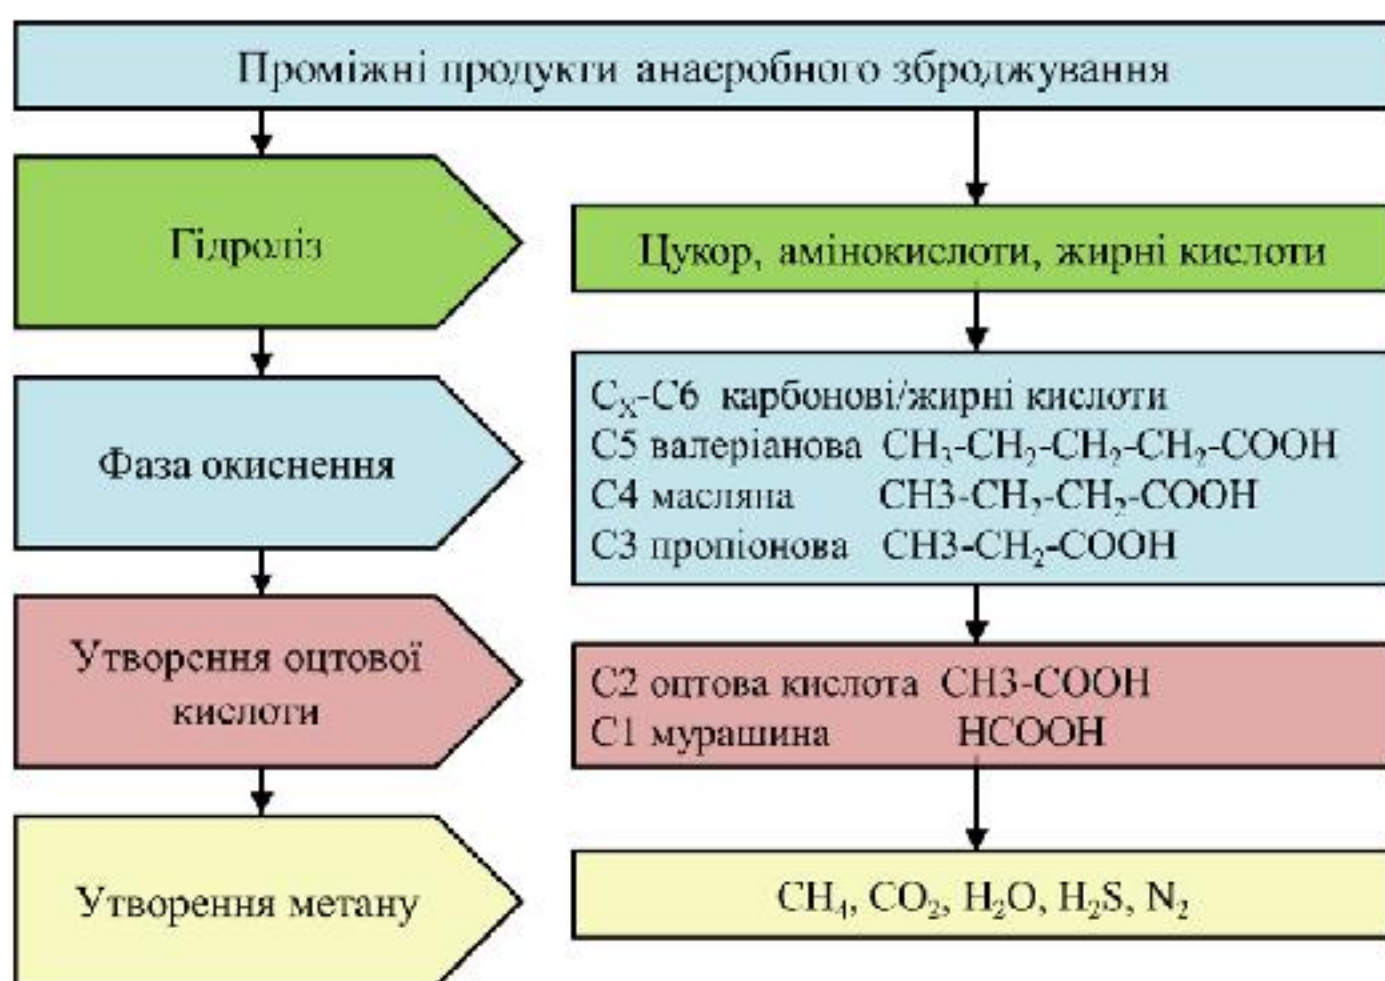 Проміжні продукти анаєробного зброджування
Гідроліз
Цукор, амінокислоти, жирні кислоти
Фаза окиснення
Cₓ-C6 карбонові/жирні кислоти
C5 валеріанова CH₃-CH₂-CH₂-CH₂-COOH
C4 масляна CH3-CH₂-CH₂-COOH
C3 пропіонова CH3-CH₂-COOH
Утворення оцтової
кислоти
C2 оцтова кислота CH3-COOH
C1 мурашина HCOOH
Утворення метану
CH₄, CO₂, H₂O, H₂S, N₂